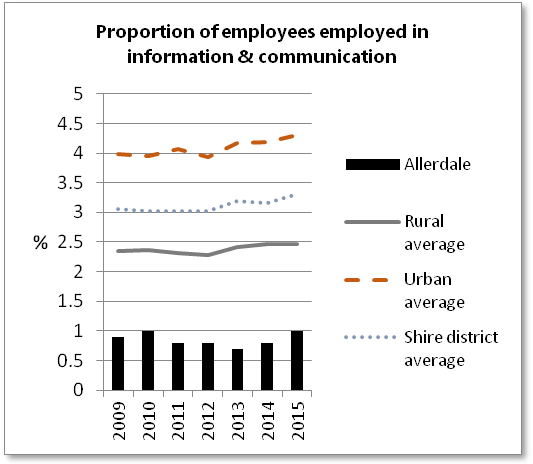 Proportion of employees employed in
information & communication
5
4.5
4
3.5
3
2.5
2
1.5
1
0.5
0
%
2009
2010
2011
2012
2013
2014
2015
Allerdale
Rural
average
Urban
average
Shire district
average